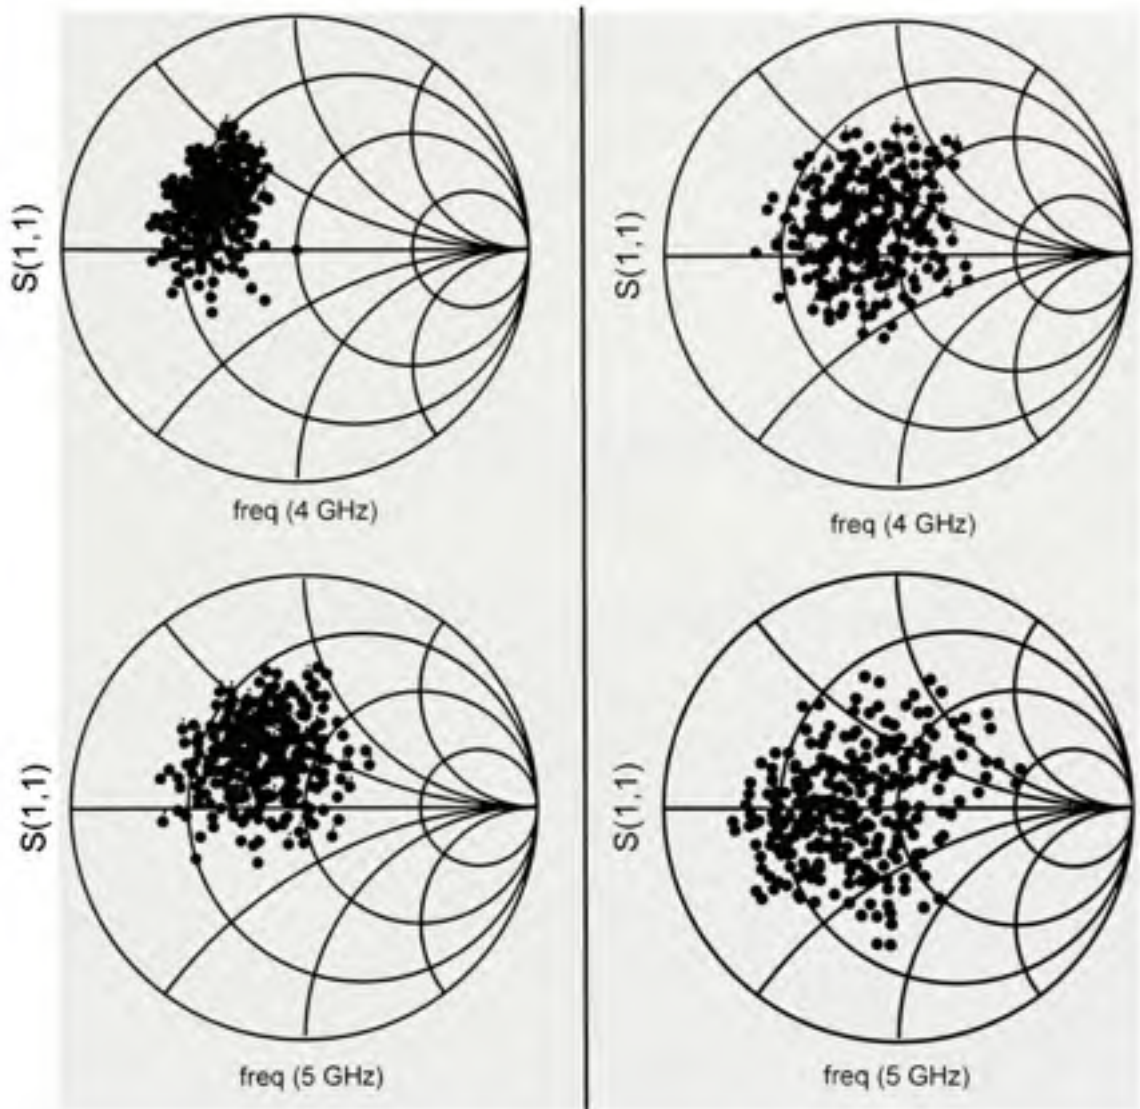 S(1,1)
freq (4 GHz)
S(1,1)
freq (4 GHz)
S(1,1)
freq (5 GHz)
S(1,1)
freq (5 GHz)